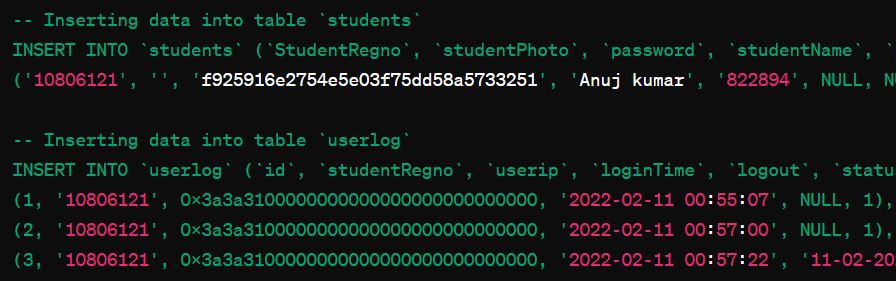 -- Inserting data into table `students`
INSERT INTO `students` (`StudentRegno`, `studentPhoto`, `password`, `studentName`, `
('10806121', '', 'f925916e2754e5e03f75dd58a5733251', 'Anuj kumar', '822894', NULL, NU
-- Inserting data into table `userlog`
INSERT INTO `userlog` (`id`, `studentRegno`, `userip`, `loginTime`, `logout`, `statu
(1, '10806121', 0x3a3a3100000000000000000000000000, '2022-02-11 00:55:07', NULL, 1),
(2, '10806121', 0x3a3a3100000000000000000000000000, '2022-02-11 00:57:00', NULL, 1),
(3, '10806121', 0x3a3a3100000000000000000000000000, '2022-02-11 00:57:22', '11-02-20